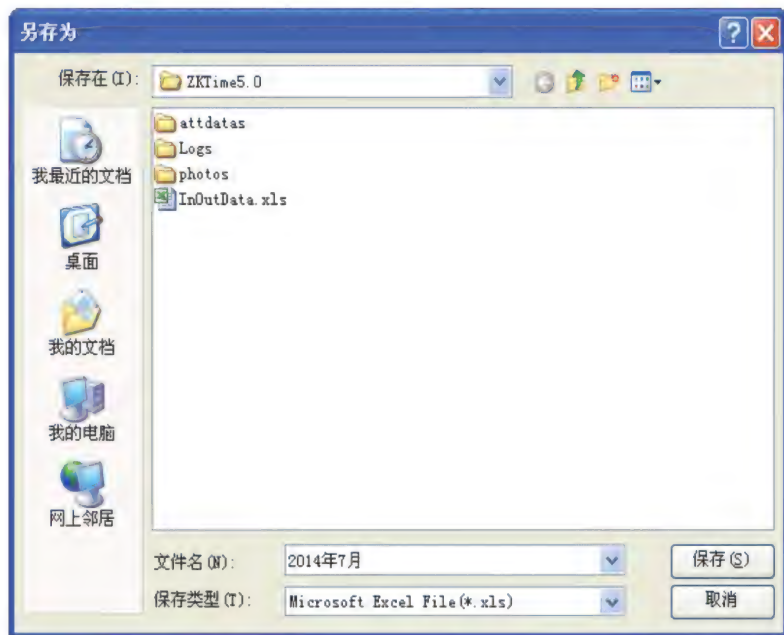 另存为
保存在(I):
ZKTime5.0
attdatas
Logs
photos
InOutData.xls
我最近的文档
桌面
我的文档
我的电脑
网上邻居
文件名(N):
2014年7月
保存(S)
保存类型(T):
Microsoft Excel File(*.xls)
取消